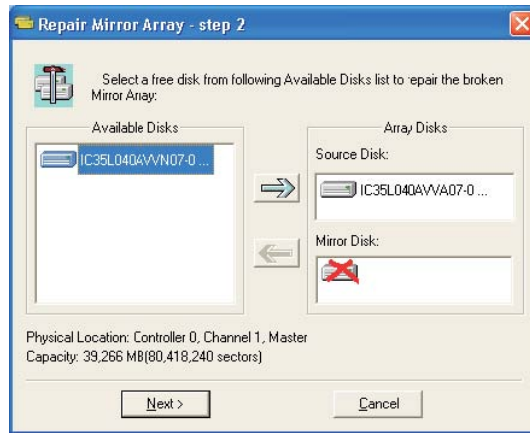 Repair Mirror Array - step 2
Select a free disk from following Available Disks list to repair the broken
Mirror Array:
Available Disks
IC35L040AVVN07-0 ...
Array Disks
Source Disk:
IC35L040AVVA07-0 ...
Mirror Disk:
Physical Location: Controller 0, Channel 1, Master
Capacity: 39,266 MB(80,418,240 sectors)
Next >
Cancel